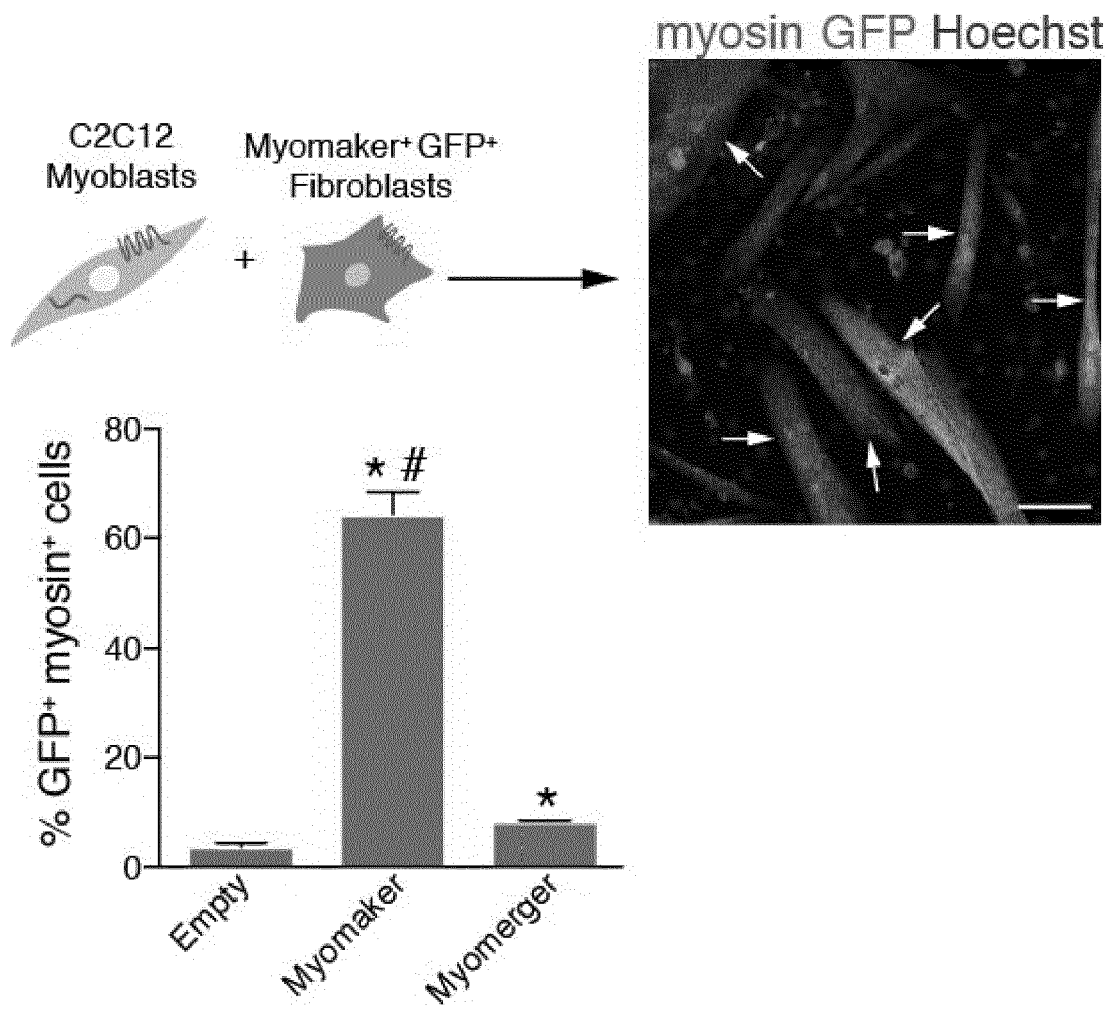 myosin GFP Hoechst
C2C12
Myoblasts
+
Myomaker⁺ GFP⁺
Fibroblasts
% GFP⁺ myosin⁺ cells
80
60
40
20
0
* #
*
Empty
Myomaker
Myomerger